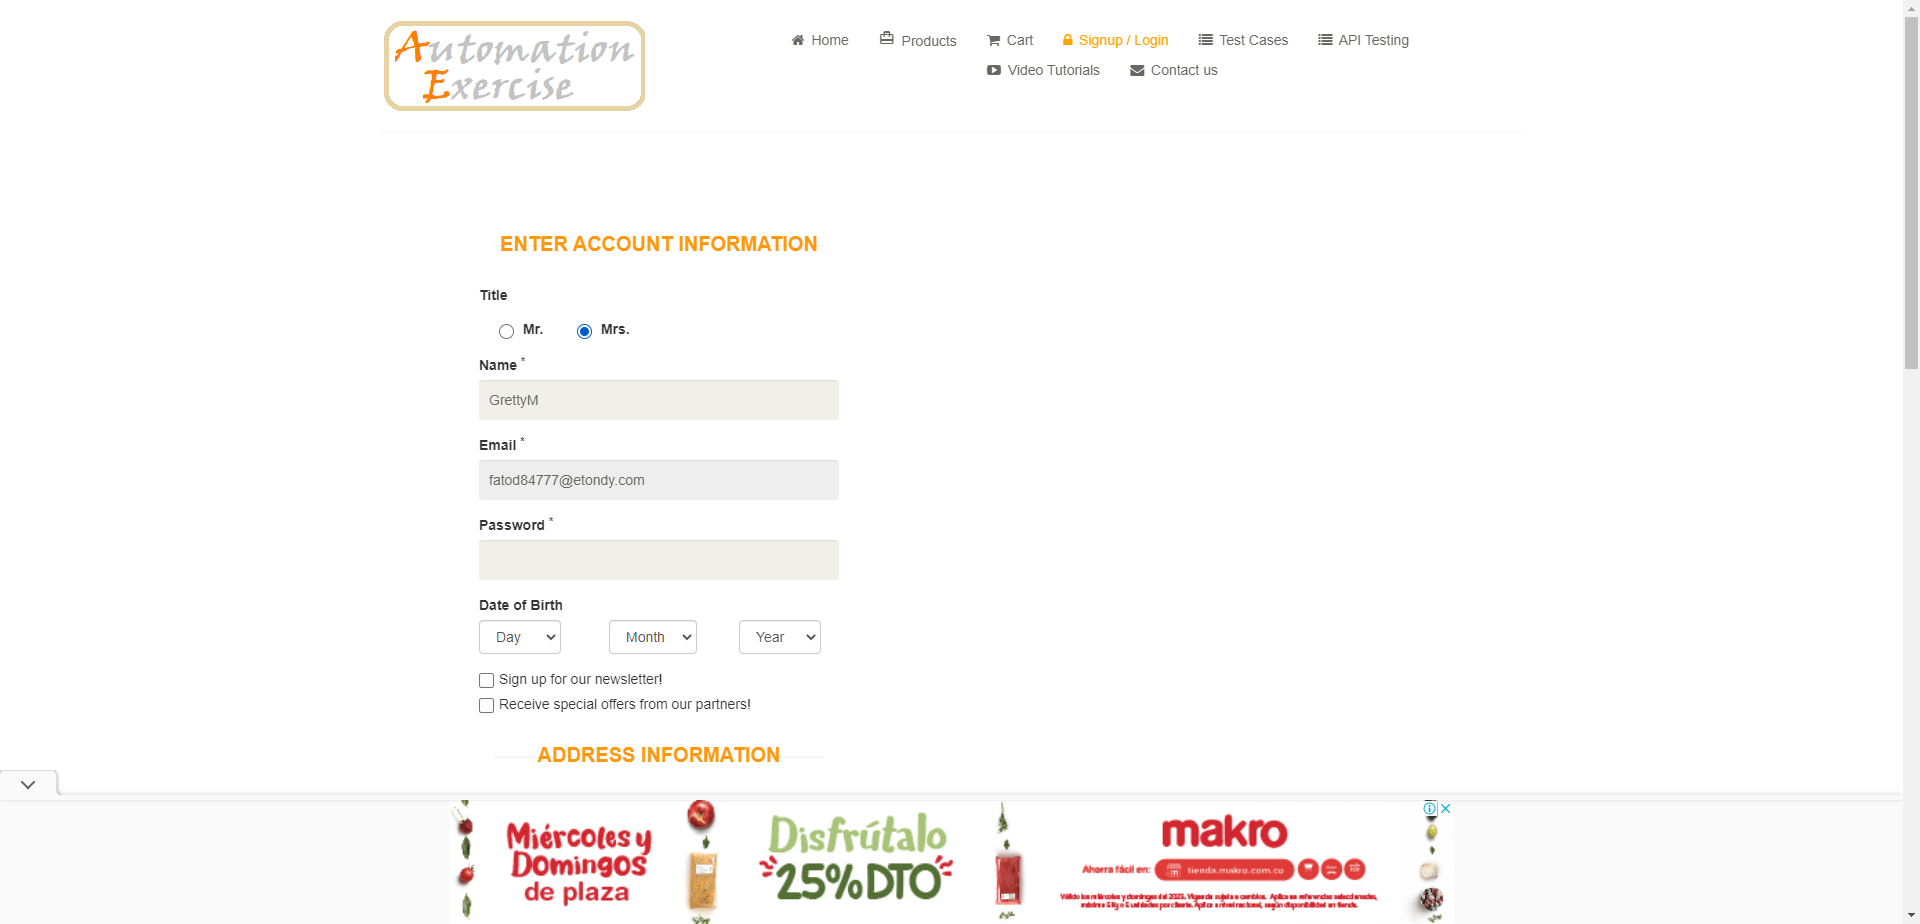 Automation
Exercise
Home
Products
Cart
Signup / Login
Test Cases
API Testing
Video Tutorials
Contact us
ENTER ACCOUNT INFORMATION
Title
Mr.
Mrs.
Name *
GrettyM
Email *
fatod84777@etondy.com
Password *
Date of Birth
Day
Month
Year
Sign up for our newsletter!
Receive special offers from our partners!
ADDRESS INFORMATION
Miércoles y
Domingos
de plaza
Disfrútalo
25% DTO
makro
Ahorra fácil en:
tienda.makro.com.co